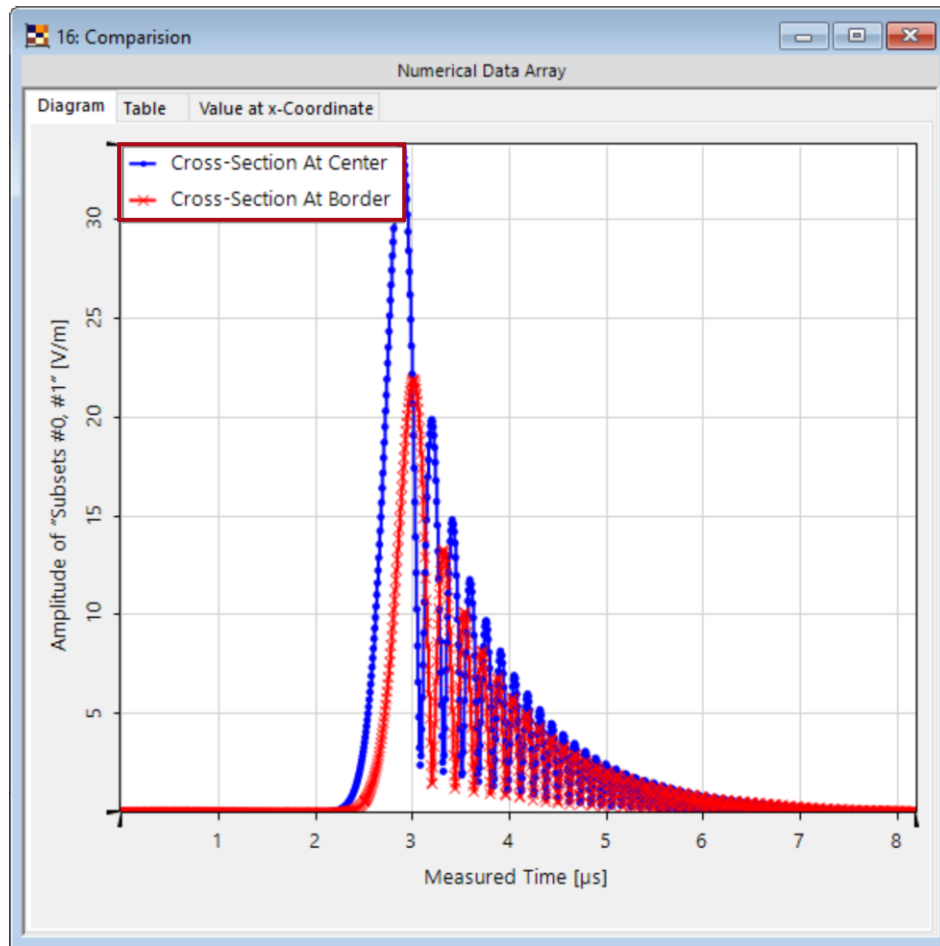 16: Comparision
Numerical Data Array
Diagram Table Value at x-Coordinate
Cross-Section At Center
Cross-Section At Border
Amplitude of "Subsets #0, #1" [V/m]
30
25
20
15
10
5
1 2 3 4 5 6 7 8
Measured Time [µs]